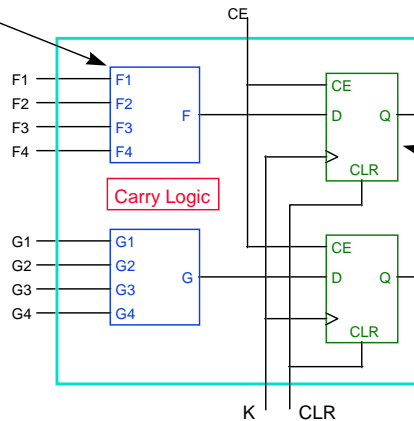 CE
F1 F1 CE
F2 F2
F3 F3 F D Q
F4 F4
CLR
Carry Logic
G1 G1 CE
G2 G2
G3 G3 G D Q
G4 G4
CLR
K CLR